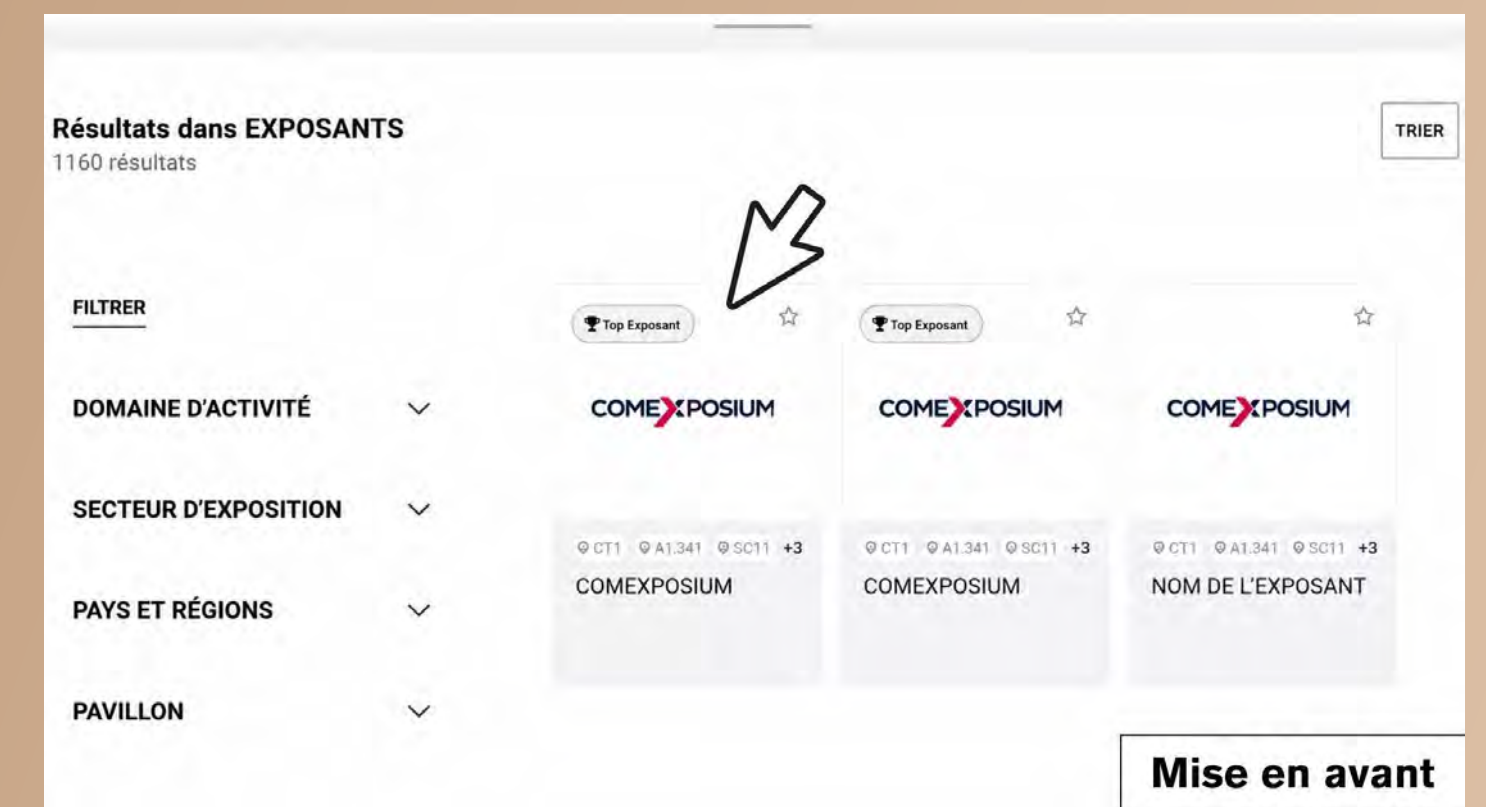 Résultats dans EXPOSANTS
1160 résultats
TRIER
FILTRER
DOMAINE D'ACTIVITÉ
SECTEUR D'EXPOSITION
PAYS ET RÉGIONS
PAVILLON
Top Exposant
COMEXPOSIUM
CT1 A1.341 SC11 +3
COMEXPOSIUM
Top Exposant
COMEXPOSIUM
CT1 A1.341 SC11 +3
COMEXPOSIUM
COMEXPOSIUM
CT1 A1.341 SC11 +3
NOM DE L'EXPOSANT
Mise en avant